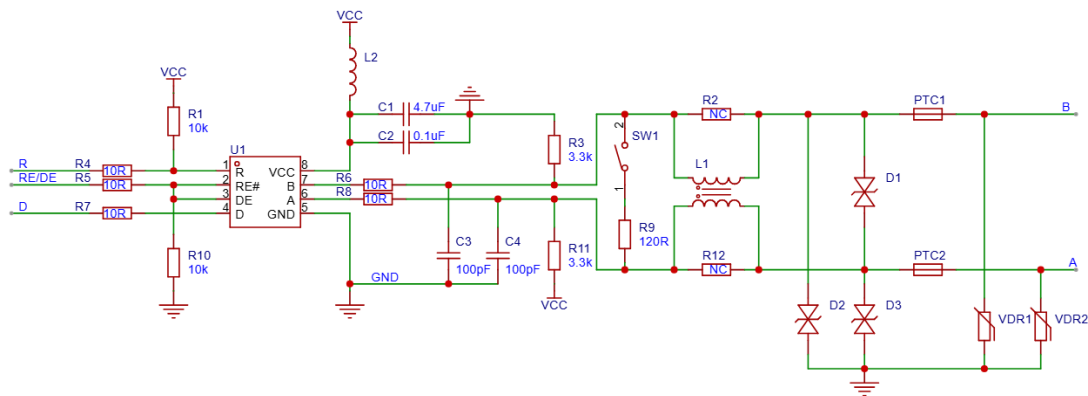 VCC
L2
VCC
C1 4.7uF
R1
10k
C2 0.1uF
R2
NC
PTC1
B
SW1
2
1
R3
3.3k
U1
R R4 10R
RE/DE R5 10R
D R7 10R
1 R VCC 8
2 RE# B 7
3 DE A 6
4 D GND 5
R6 10R
R8 10R
L1
D1
R9
120R
R10
10k
C3
100pF
C4
100pF
R11
3.3k
VCC
GND
R12
NC
PTC2
A
D2
D3
VDR1
VDR2